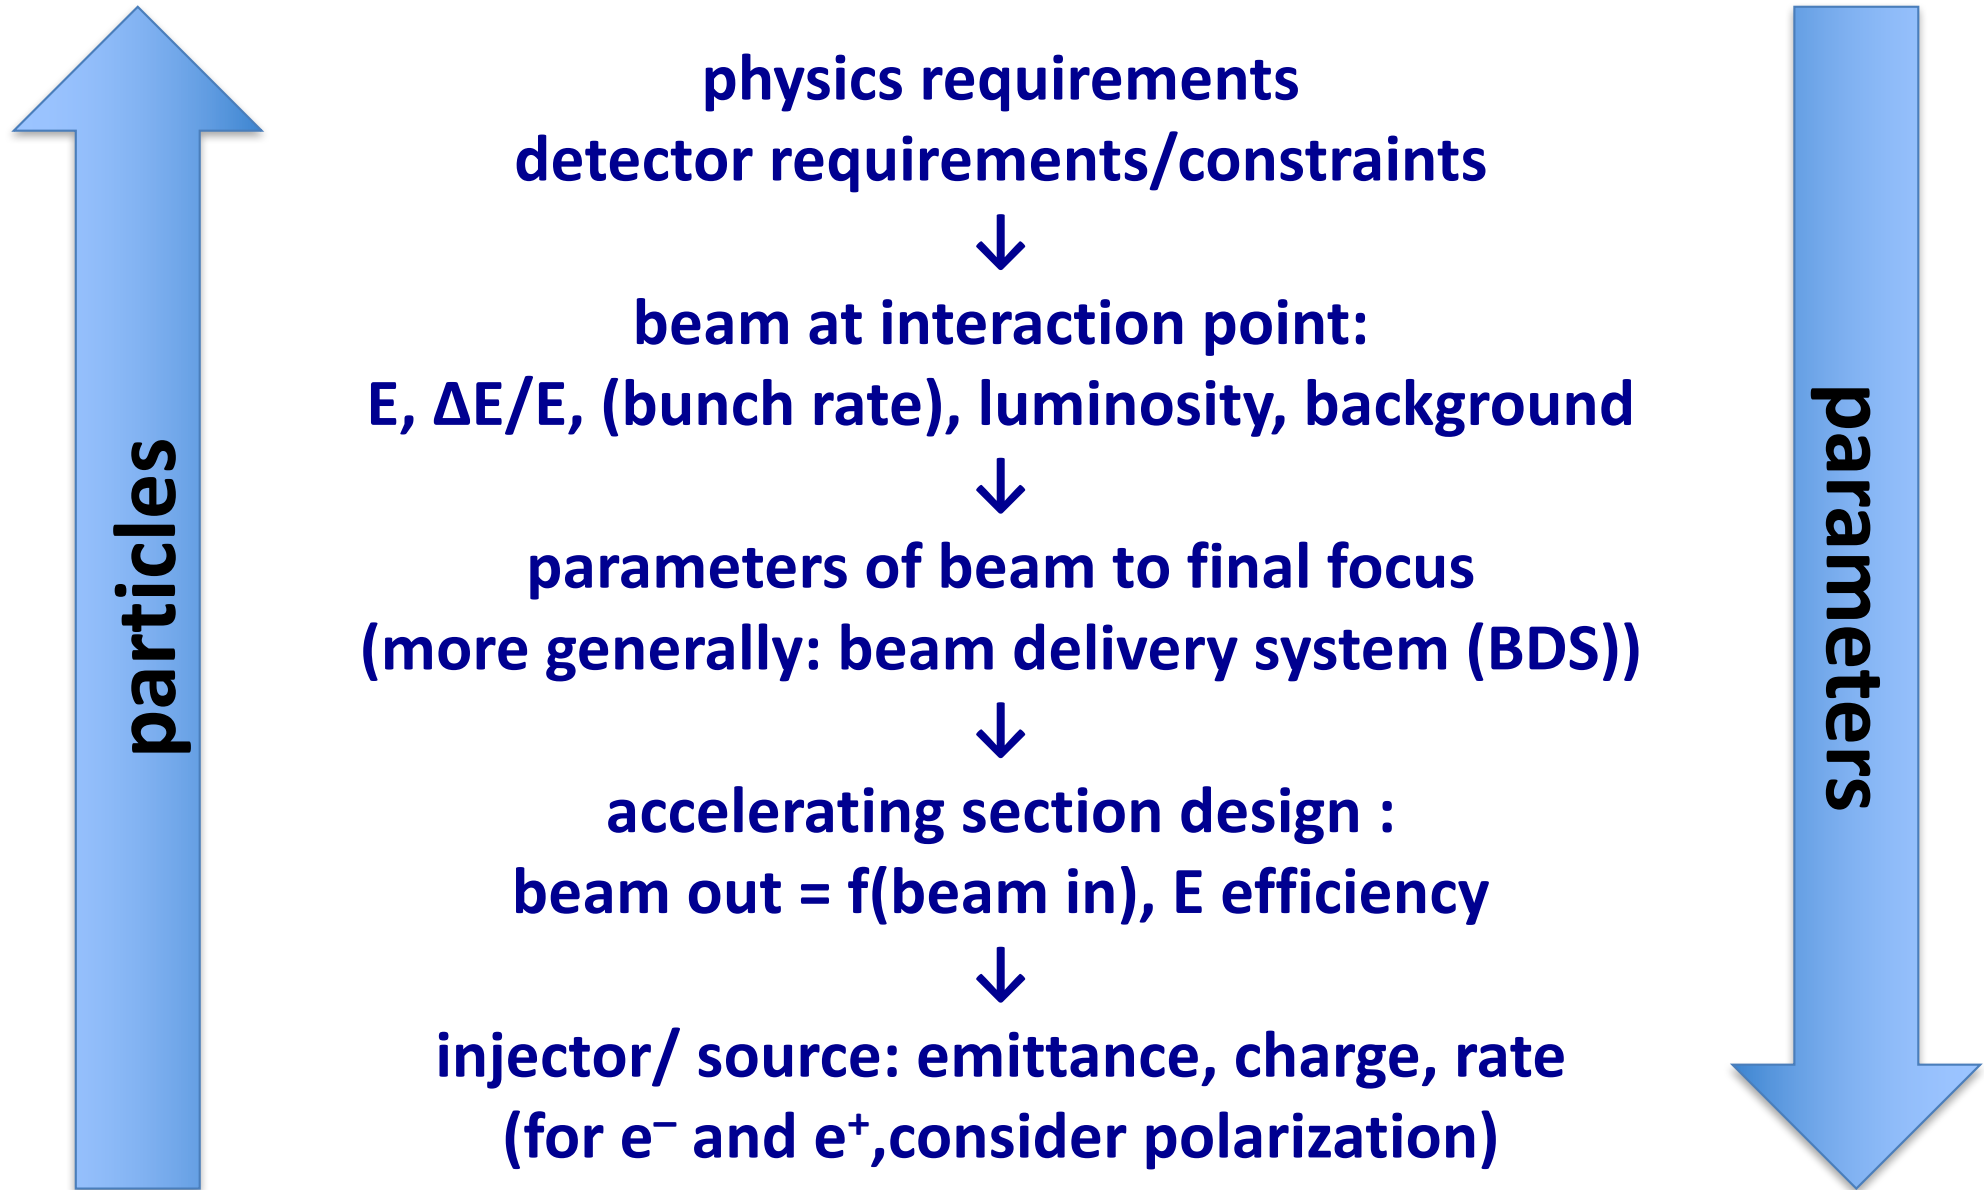 physics requirements
detector requirements/constraints
↓
beam at interaction point:
E, ΔE/E, (bunch rate), luminosity, background
↓
parameters of beam to final focus
(more generally: beam delivery system (BDS))
↓
accelerating section design :
beam out = f(beam in), E efficiency
↓
injector/ source: emittance, charge, rate
(for e⁻ and e⁺,consider polarization)
particles
parameters